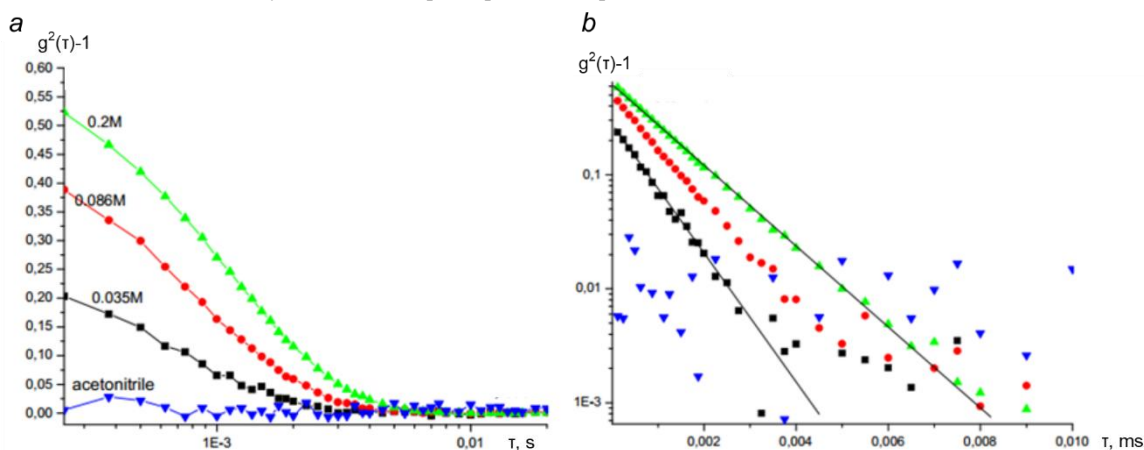 a
g²(τ)-1
0,60
0,55
0,50
0,45
0,40
0,35
0,30
0,25
0,20
0,15
0,10
0,05
0,00
0.2M
0.086M
0.035M
acetonitrile
1E-3
0,01
τ, s
b
g²(τ)-1
0,1
0,01
1E-3
0,002
0,004
0,006
0,008
0,010
τ, ms